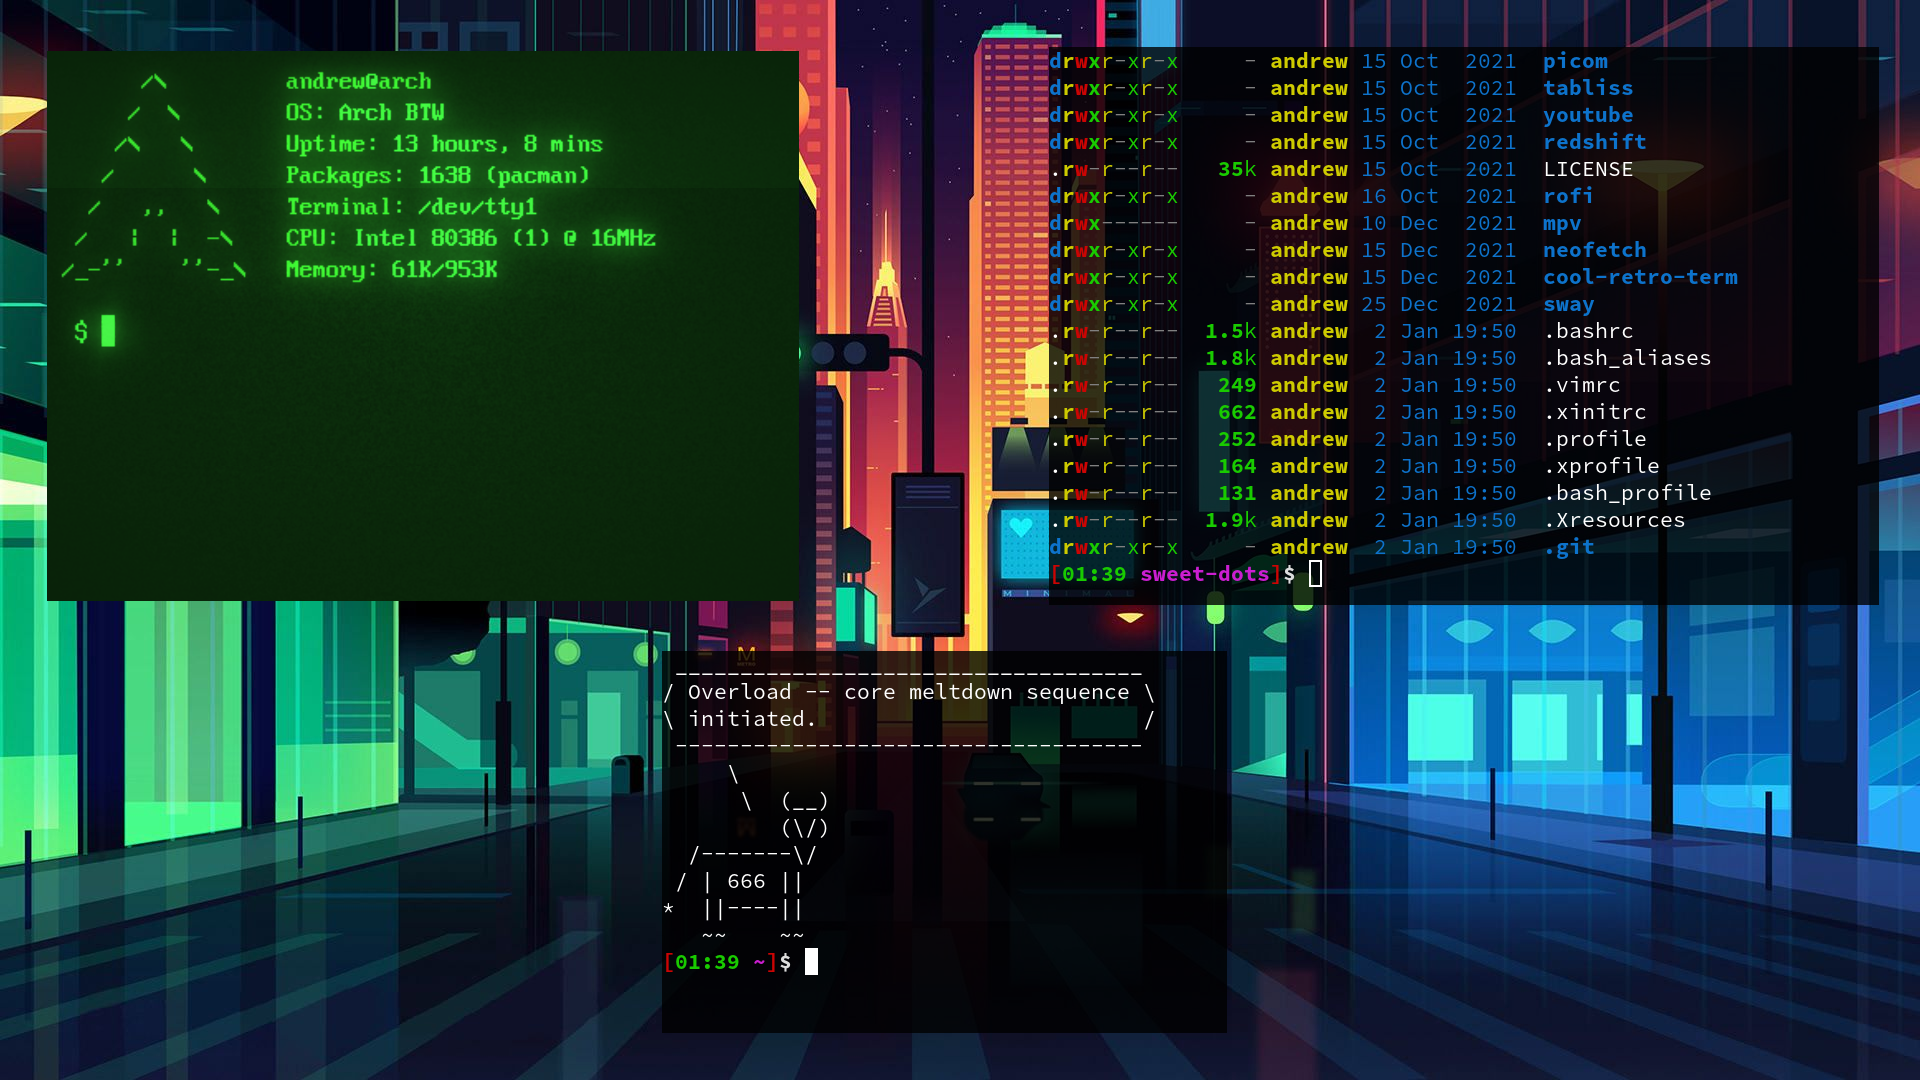 andrew@arch
OS: Arch BTW
Uptime: 13 hours, 8 mins
Packages: 1638 (pacman)
Terminal: /dev/tty1
CPU: Intel 80386 (1) @ 16MHz
Memory: 61K/953K
$
drwxr-xr-x - andrew 15 Oct 2021 picom
drwxr-xr-x - andrew 15 Oct 2021 tabliss
drwxr-xr-x - andrew 15 Oct 2021 youtube
drwxr-xr-x - andrew 15 Oct 2021 redshift
.rw-r--r-- 35k andrew 15 Oct 2021 LICENSE
drwxr-xr-x - andrew 16 Oct 2021 rofi
drwx------ - andrew 10 Dec 2021 mpv
drwxr-xr-x - andrew 15 Dec 2021 neofetch
drwxr-xr-x - andrew 15 Dec 2021 cool-retro-term
drwxr-xr-x - andrew 25 Dec 2021 sway
.rw-r--r-- 1.5k andrew 2 Jan 19:50 .bashrc
.rw-r--r-- 1.8k andrew 2 Jan 19:50 .bash_aliases
.rw-r--r-- 249 andrew 2 Jan 19:50 .vimrc
.rw-r--r-- 662 andrew 2 Jan 19:50 .xinitrc
.rw-r--r-- 252 andrew 2 Jan 19:50 .profile
.rw-r--r-- 164 andrew 2 Jan 19:50 .xprofile
.rw-r--r-- 131 andrew 2 Jan 19:50 .bash_profile
.rw-r--r-- 1.9k andrew 2 Jan 19:50 .Xresources
drwxr-xr-x - andrew 2 Jan 19:50 .git
[01:39 sweet-dots]$
M
METRO
/ Overload -- core meltdown sequence \
\ initiated. /
666
[01:39 ~]$